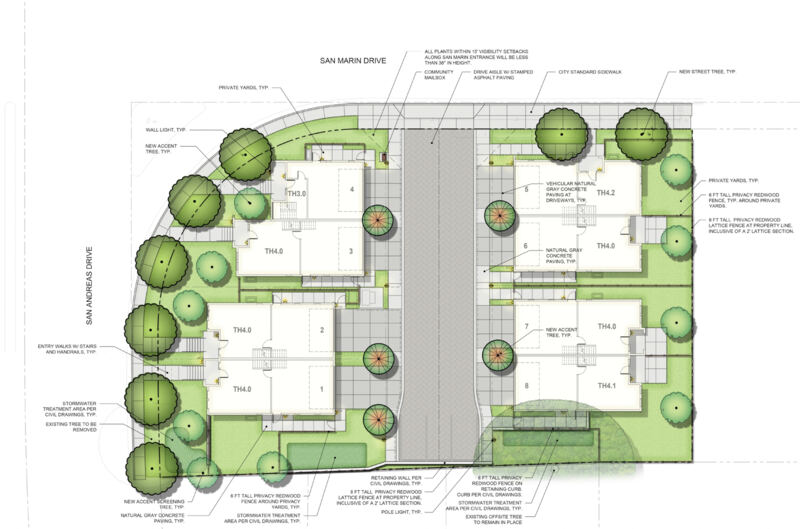 SAN MARIN DRIVE
ALL PLANTS WITHIN 15' VISIBILITY SETBACKS
ALONG SAN MARIN ENTRANCE WILL BE LESS
THAN 36" IN HEIGHT.
COMMUNITY
MAILBOX
DRIVE AISLE W/ STAMPED
ASPHALT PAVING
CITY STANDARD SIDEWALK
NEW STREET TREE, TYP.
PRIVATE YARDS, TYP.
WALL LIGHT, TYP.
NEW ACCENT
TREE, TYP.
TH3.0
4
TH4.0
3
5
TH4.2
6
TH4.0
VEHICULAR NATURAL
GRAY CONCRETE
PAVING AT
DRIVEWAYS, TYP.
NATURAL GRAY
CONCRETE
PAVING, TYP.
PRIVATE YARDS, TYP.
6 FT TALL PRIVACY REDWOOD
FENCE, TYP. AROUND PRIVATE
YARDS.
8 FT TALL PRIVACY REDWOOD
LATTICE FENCE AT PROPERTY LINE,
INCLUSIVE OF A 2' LATTICE SECTION.
SAN ANDREAS DRIVE
TH4.0
2
TH4.0
1
7
TH4.0
NEW ACCENT
TREE, TYP.
8
TH4.1
ENTRY WALKS W/ STAIRS
AND HANDRAILS, TYP
STORMWATER
TREATMENT AREA PER
CIVIL DRAWINGS, TYP.
EXISTING TREE TO BE
REMOVED
NEW ACCENT SCREENING
TREE, TYP.
NATURAL GRAY CONCRETE
PAVING, TYP.
6 FT TALL PRIVACY REDWOOD
FENCE AROUND PRIVACY
YARDS, TYP.
STORMWATER TREATMENT
AREA PER CIVIL DRAWINGS, TYP.
RETAINING WALL PER
CIVIL DRAWINGS, TYP.
8 FT TALL PRIVACY REDWOOD
LATTICE FENCE AT PROPERTY LINE,
INCLUSIVE OF A 2' LATTICE SECTION.
POLE LIGHT, TYP.
6 FT TALL PRIVACY
REDWOOD FENCE ON
RETAINING CURB.
CURB PER CIVIL DRAWINGS.
STORMWATER TREATMENT
AREA PER CIVIL DRAWINGS, TYP.
EXISTING OFFSITE TREE
TO REMAIN IN PLACE